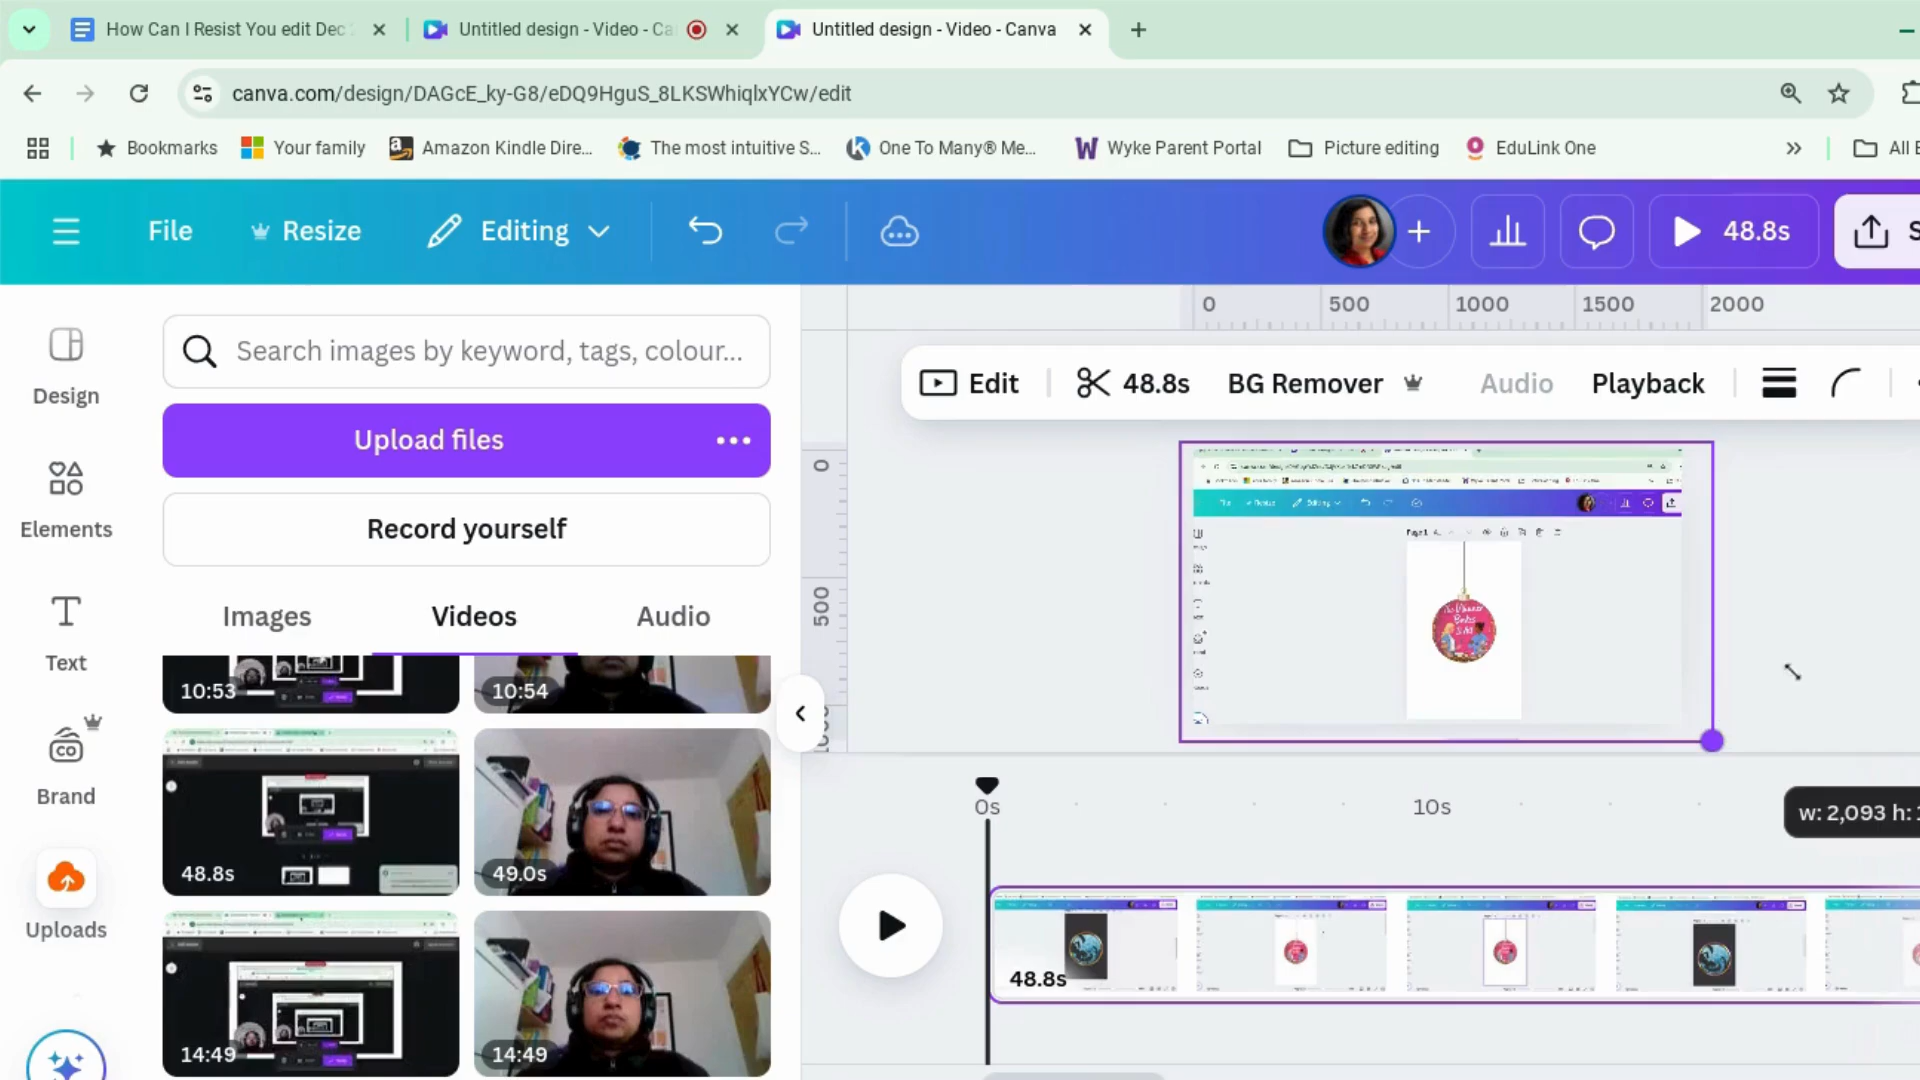 How Can I Resist You edit Dec
Untitled design - Video - Ca
Untitled design - Video - Canva
canva.com/design/DAGcE_ky-G8/eDQ9HguS_8LKSWhiqlxYCw/edit
Bookmarks
Your family
Amazon Kindle Dire...
The most intuitive S...
One To Many® Me...
Wyke Parent Portal
Picture editing
EduLink One
All
File
Resize
Editing
48.8s
Design
Elements
Text
Brand
Uploads
Search images by keyword, tags, colour...
Upload files
Record yourself
Images
Videos
Audio
10:53
10:54
48.8s
49.0s
14:49
14:49
0
500
1000
1500
2000
Edit
48.8s
BG Remover
Audio
Playback
0
500
File
Resize
Editing
Page 1
0s
10s
w: 2,093 h:
48.8s